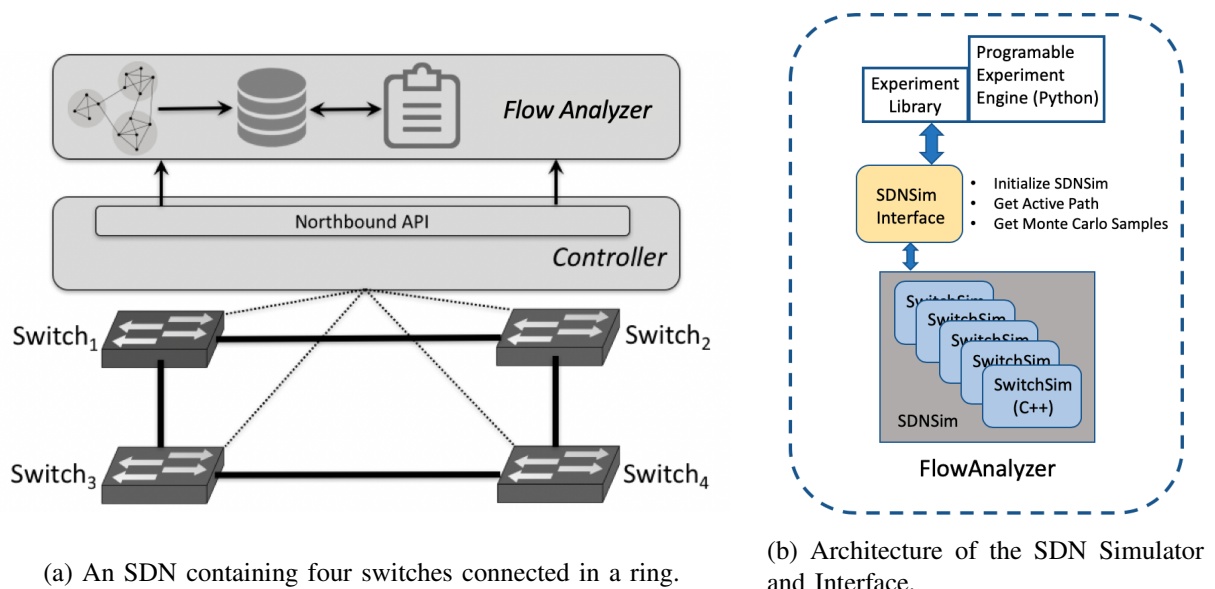 Flow Analyzer
Northbound API
Controller
Switch1
Switch2
Switch3
Switch4
(a) An SDN containing four switches connected in a ring.
Experiment
Library
Programable
Experiment
Engine (Python)
SDNSim
Interface
• Initialize SDNSim
• Get Active Path
• Get Monte Carlo Samples
SwitchSim
SwitchSim
SwitchSim
SwitchSim
SwitchSim
(C++)
SDNSim
FlowAnalyzer
(b) Architecture of the SDN Simulator
and Interface.